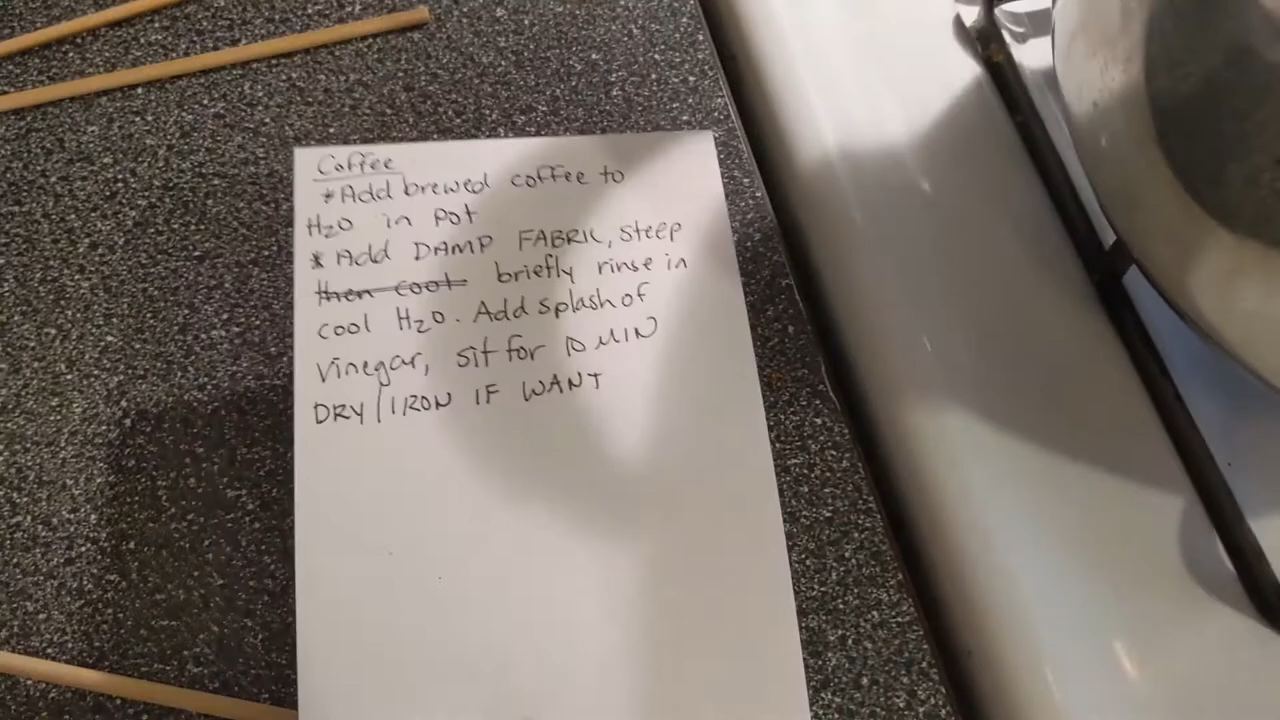 Coffee
* Add brewed coffee to
H2O in pot
* Add DAMP FABRIC, steep
then cool briefly rinse in
cool H2O. Add splash of
vinegar, sit for 10 MIN
DRY/IRON IF WANT